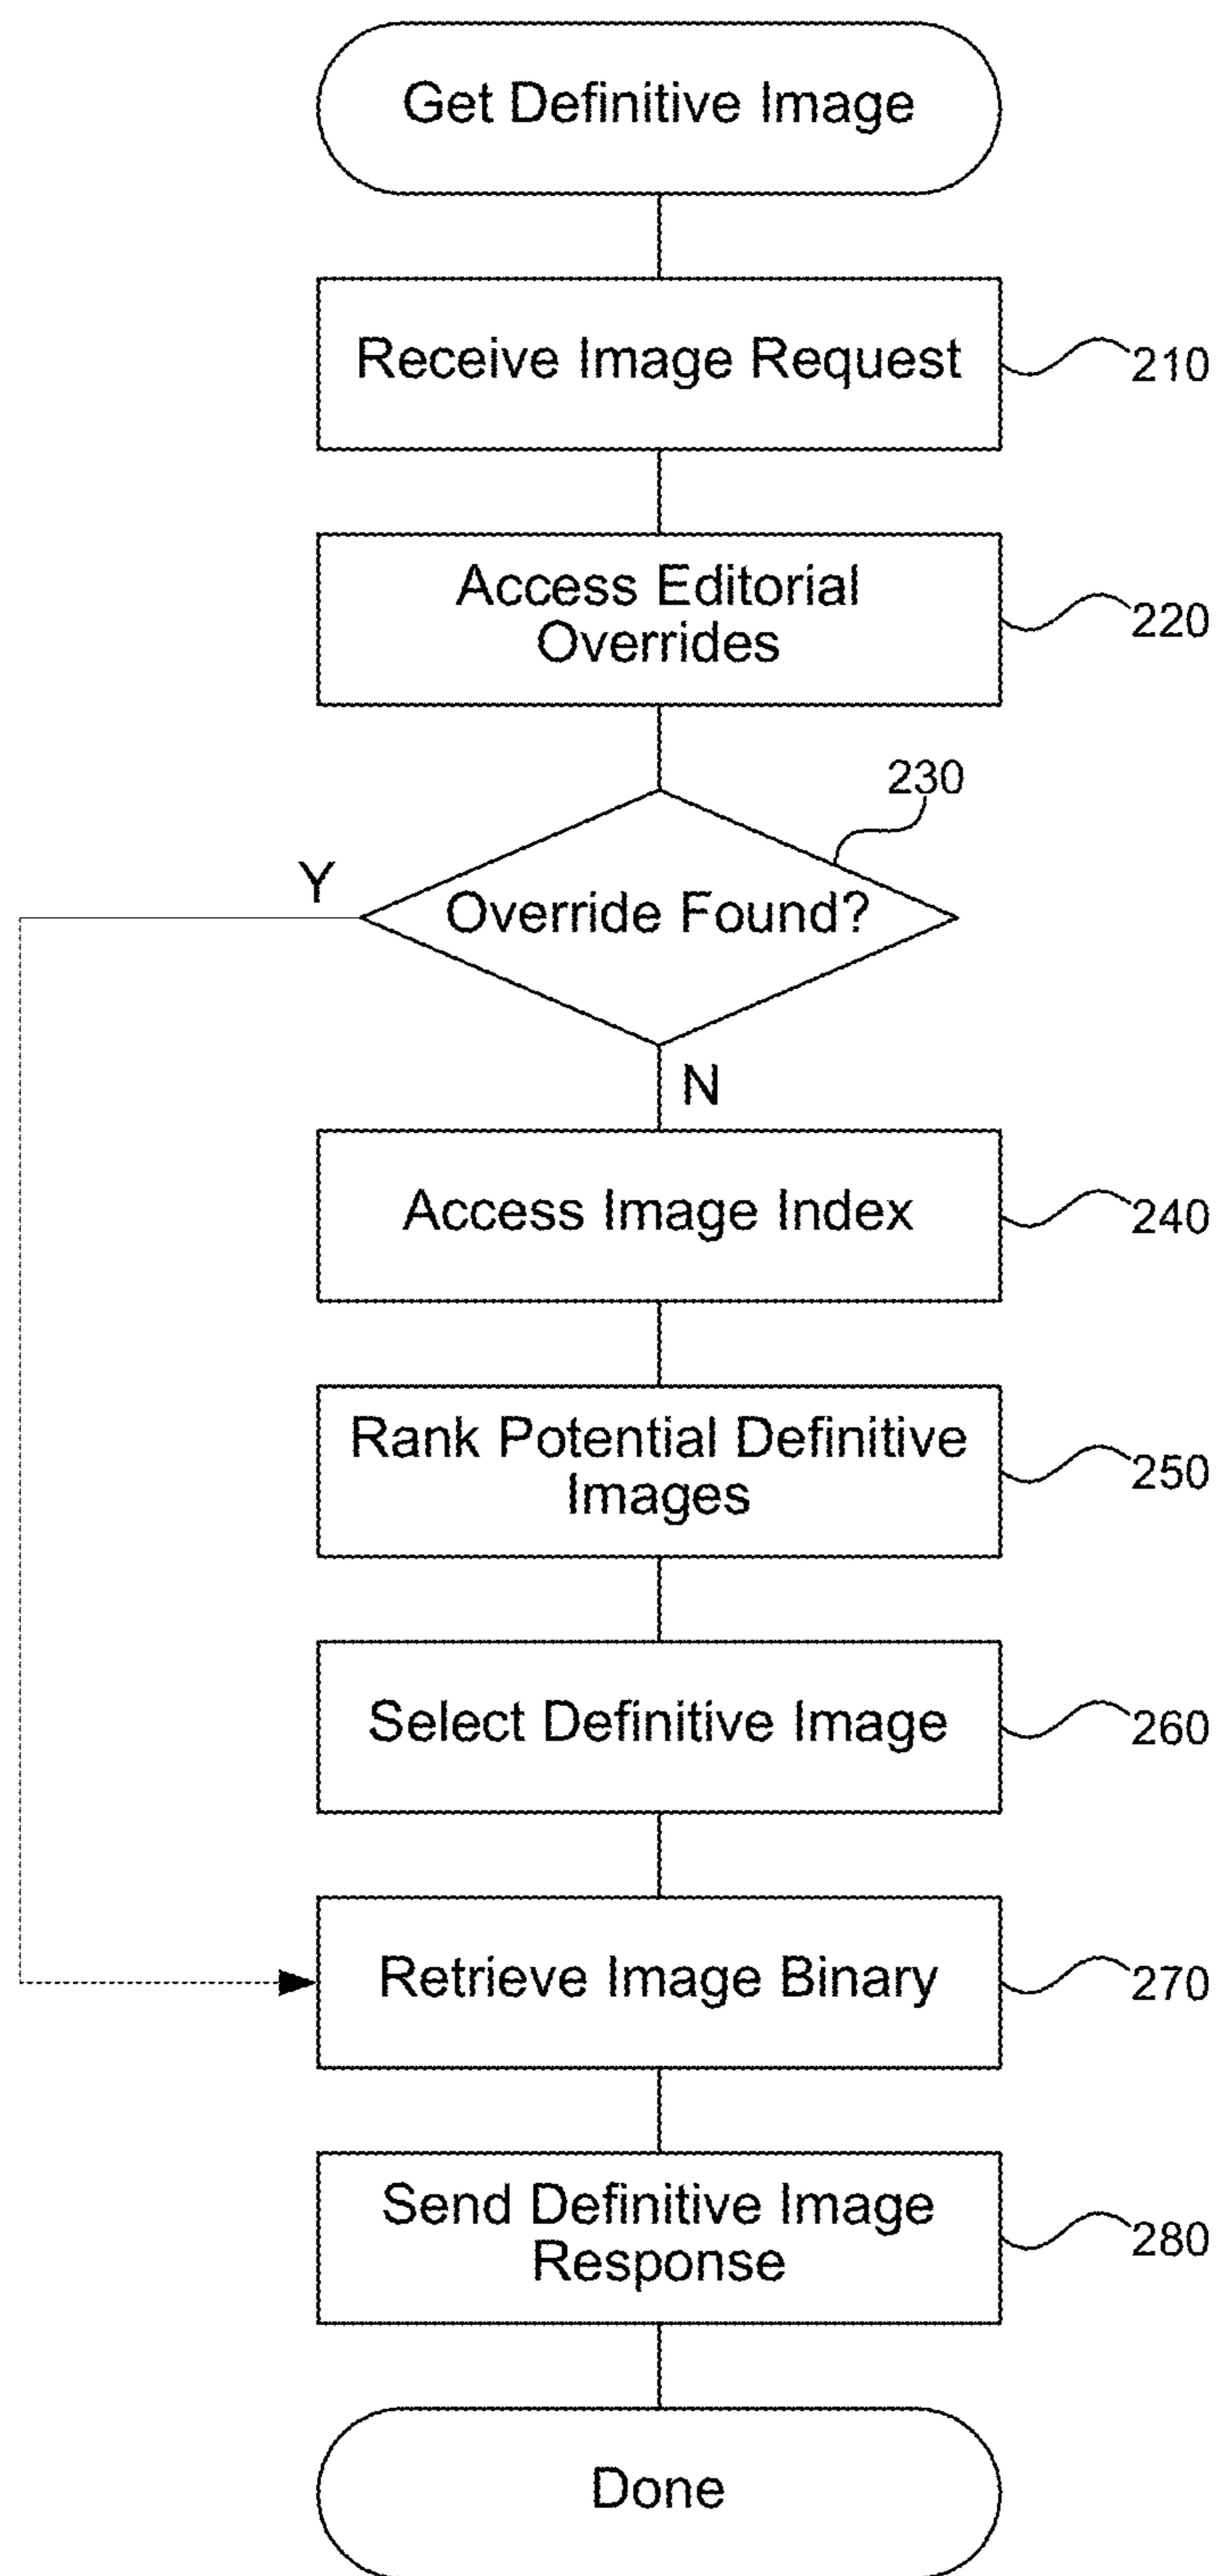 Get Definitive Image
Receive Image Request
210
Access Editorial
Overrides
220
230
Y
Override Found?
N
Access Image Index
240
Rank Potential Definitive
Images
250
Select Definitive Image
260
Retrieve Image Binary
270
Send Definitive Image
Response
280
Done